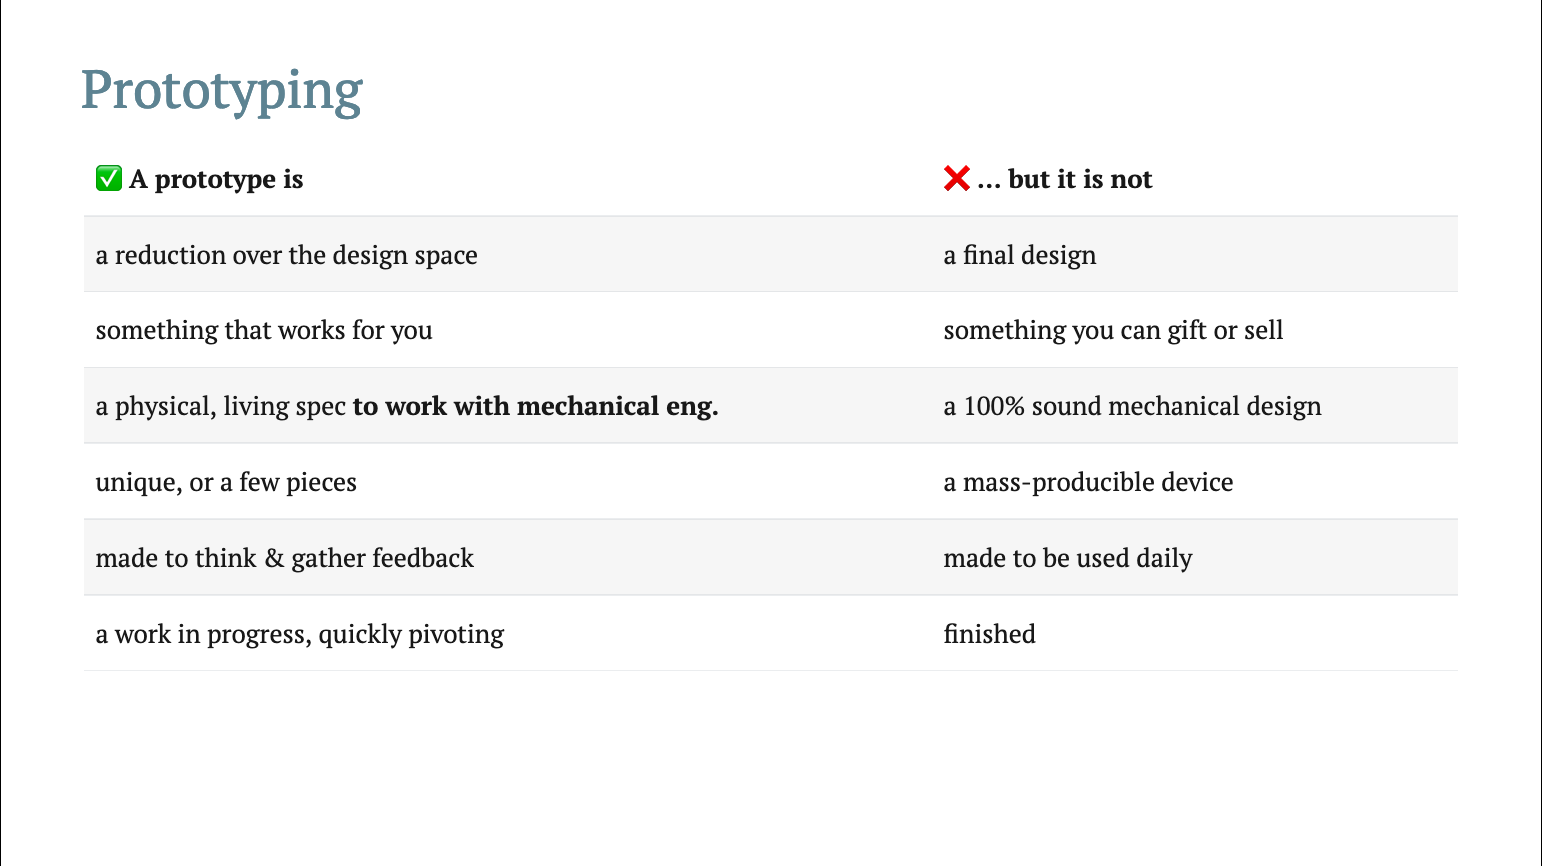 Prototyping
✅ A prototype is
❌ ... but it is not
a reduction over the design space
a final design
something that works for you
something you can gift or sell
a physical, living spec to work with mechanical eng.
a 100% sound mechanical design
unique, or a few pieces
a mass-producible device
made to think & gather feedback
made to be used daily
a work in progress, quickly pivoting
finished